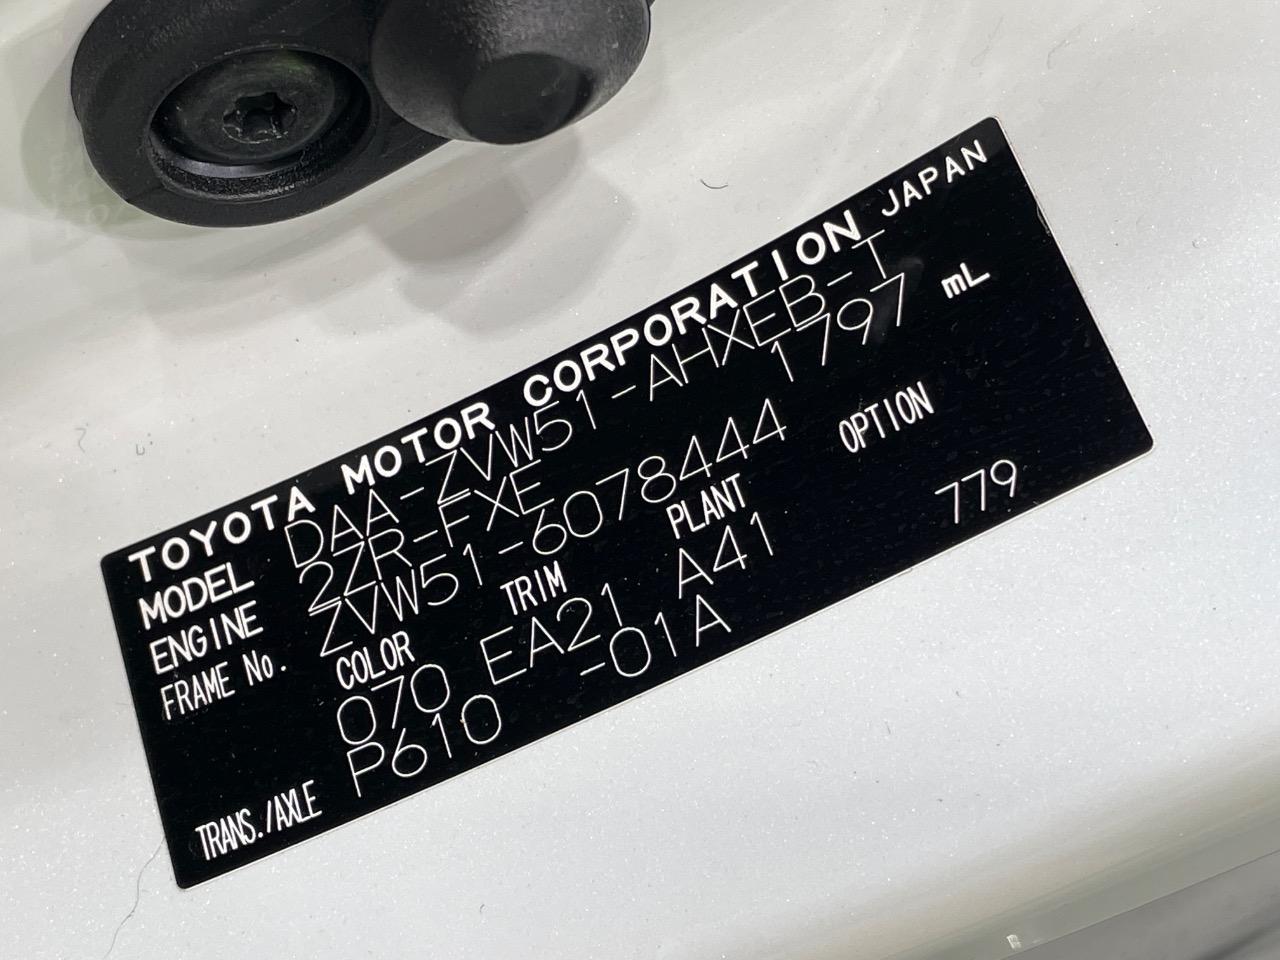 TOYOTA MOTOR CORPORATION JAPAN
MODEL DAA-ZVW51-AHXEB-T
ENGINE 2ZR-FXE 1797 mL
FRAME No. ZVW51-6078444
COLOR TRIM PLANT OPTION
070 EA21 A41 779
TRANS./AXLE P610 -01A